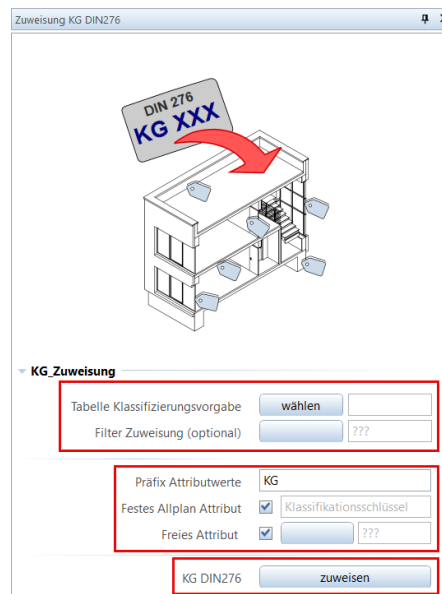 Zuweisung KG DIN276
DIN 276
KG XXX
KG_Zuweisung
Tabelle Klassifizierungsvorgabe wählen
Filter Zuweisung (optional) ???
Präfix Attributwerte KG
Festes Allplan Attribut Klassifikationsschlüssel
Freies Attribut ???
KG DIN276 zuweisen